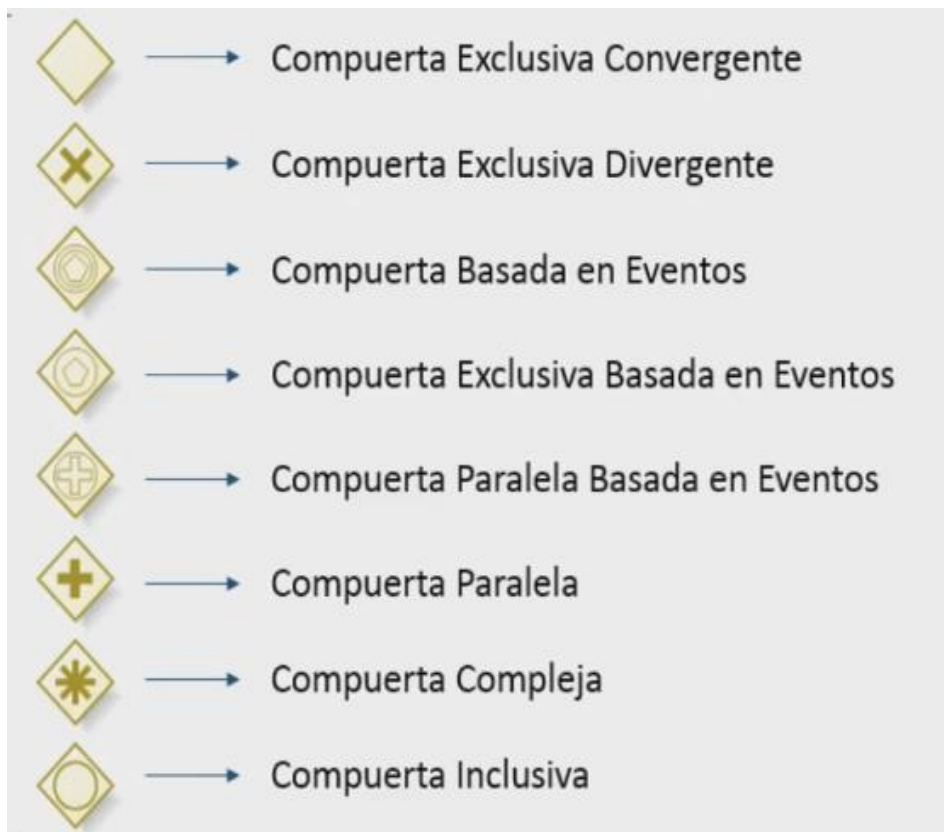 Compuerta Exclusiva Convergente
Compuerta Exclusiva Divergente
Compuerta Basada en Eventos
Compuerta Exclusiva Basada en Eventos
Compuerta Paralela Basada en Eventos
Compuerta Paralela
Compuerta Compleja
Compuerta Inclusiva